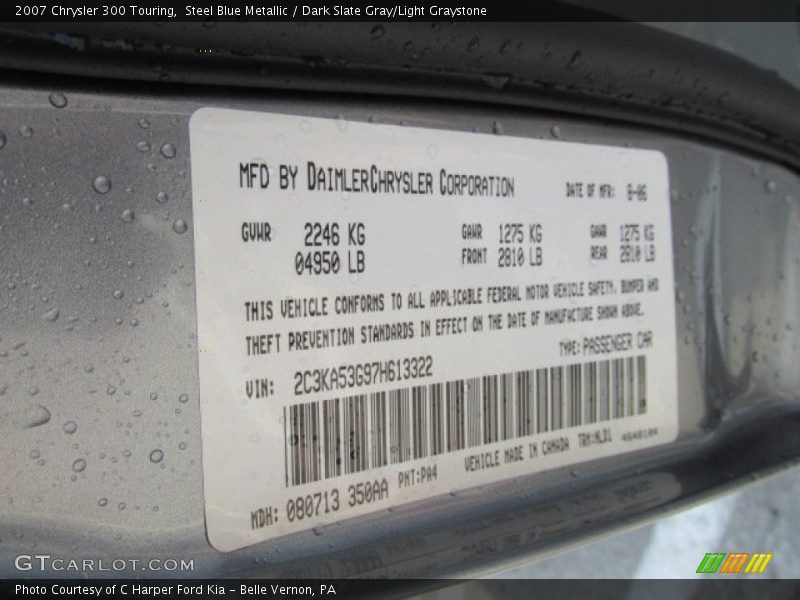 2007 Chrysler 300 Touring,  Steel Blue Metallic / Dark Slate Gray/Light Graystone
MFD BY DAIMLERCHRYSLER CORPORATION DATE OF MFR: 8-06
GVWR 2246 KG GAWR 1275 KG GAWR 1275 KG
04950 LB FRONT 2810 LB REAR 2810 LB
THIS VEHICLE CONFORMS TO ALL APPLICABLE FEDERAL MOTOR VEHICLE SAFETY, BUMPER AND
THEFT PREVENTION STANDARDS IN EFFECT ON THE DATE OF MANUFACTURE SHOWN ABOVE.
VIN: 2C3KA53G97H613322 TYPE: PASSENGER CAR
MDH: 080713 350AA PNT:PA4 VEHICLE MADE IN CANADA TRM:NLD1
GTCARLOT.COM
Photo Courtesy of C Harper Ford Kia – Belle Vernon, PA